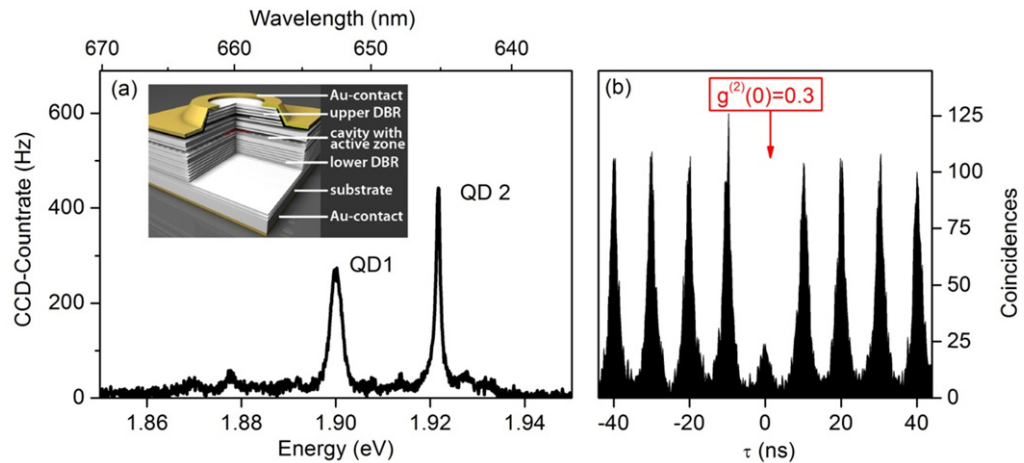 Wavelength (nm)
670 660 650 640
(a)
Au-contact
upper DBR
cavity with
active zone
lower DBR
substrate
Au-contact
QD1
QD 2
CCD-Countrate (Hz)
600
400
200
0
1.86 1.88 1.90 1.92 1.94
Energy (eV)
(b)
g(2)(0)=0.3
125
100
75
50
25
0
Coincidences
-40 -20 0 20 40
τ (ns)